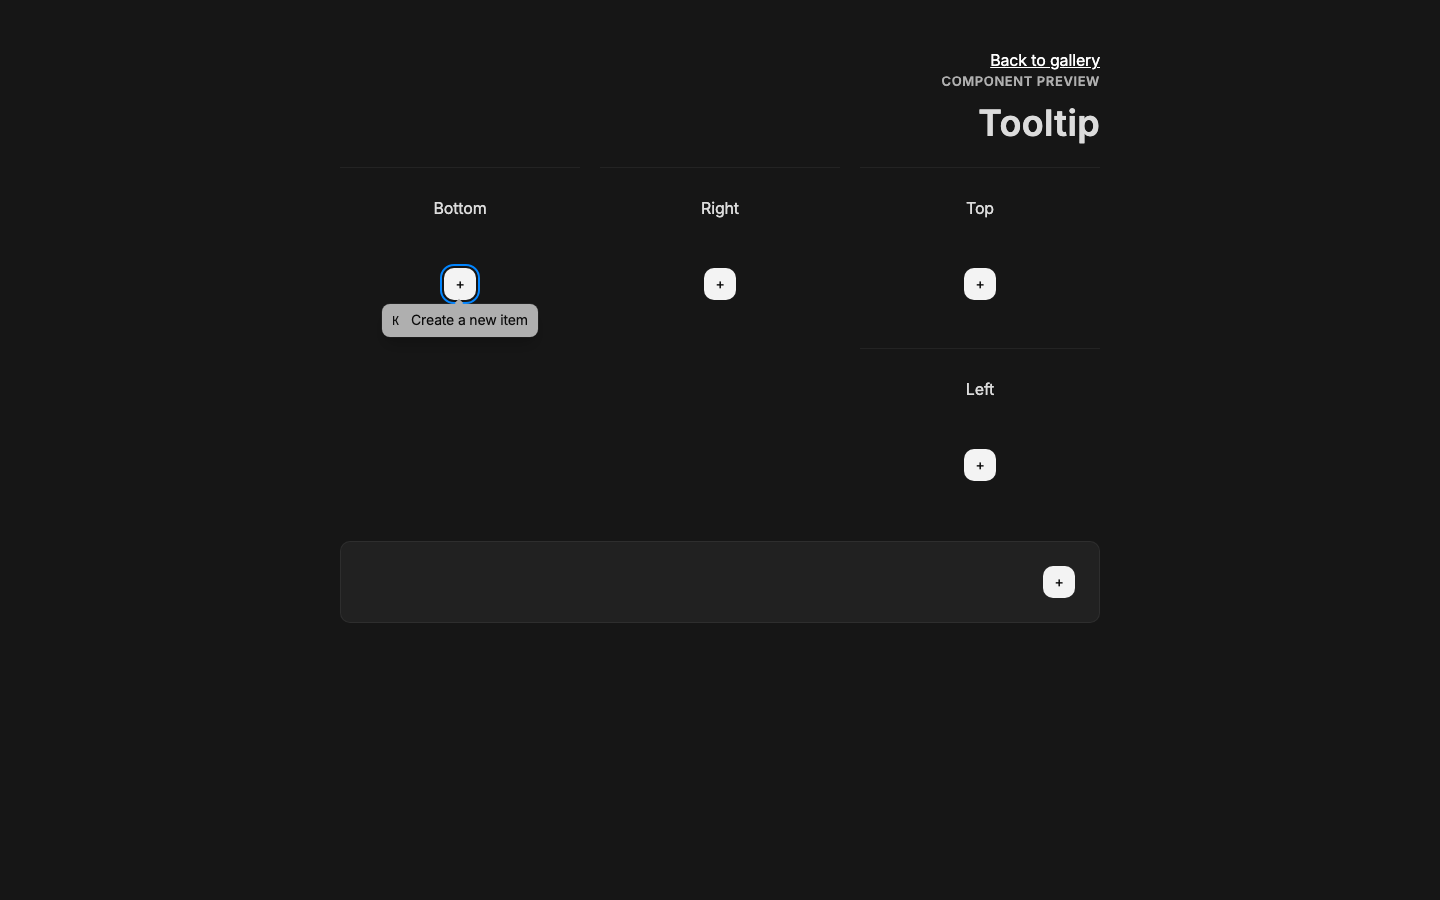 Back to gallery
COMPONENT PREVIEW
Tooltip
Top
+
Right
+
Bottom
+
K Create a new item
Left
+
+